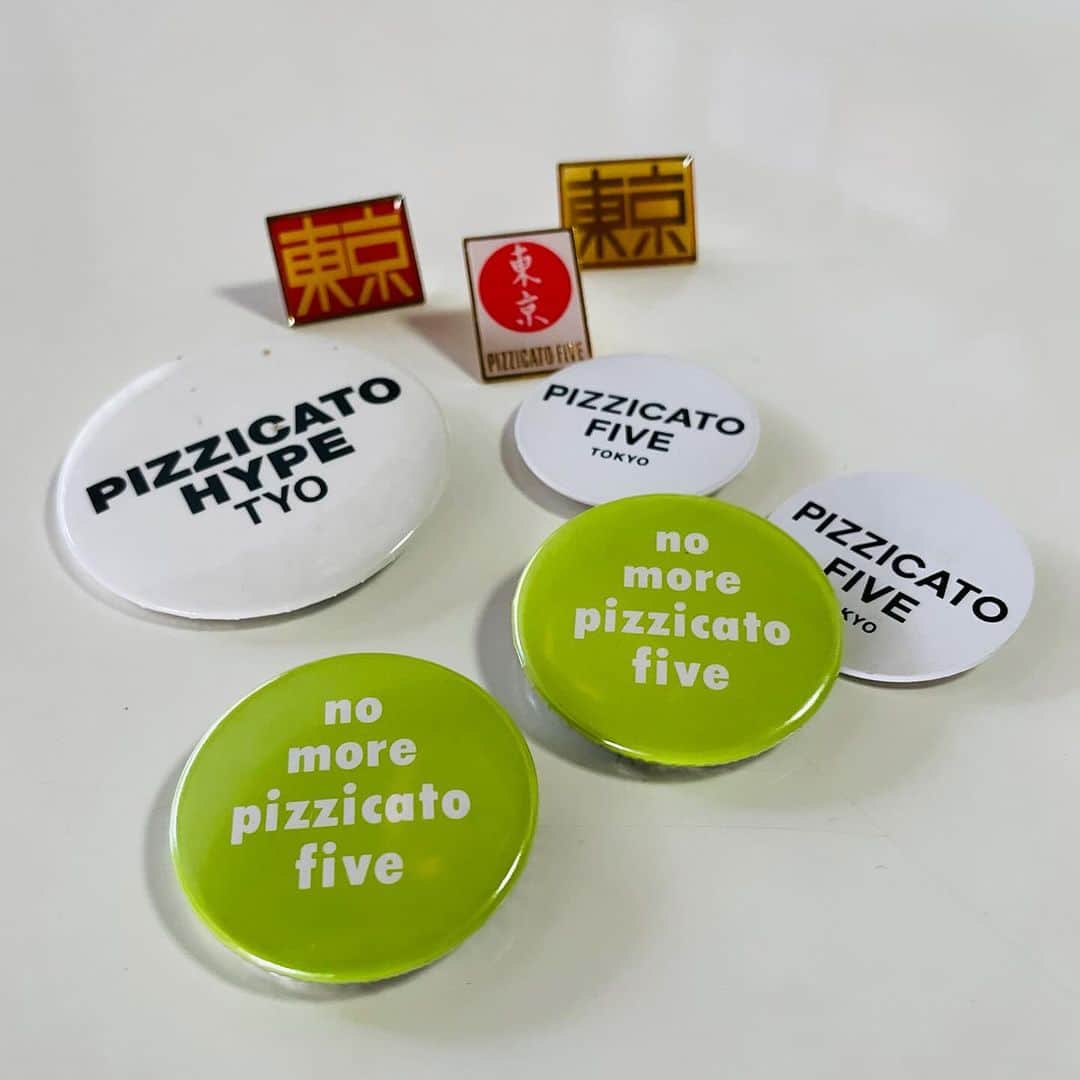 東京
東京
東
京
PIZZICATO FIVE
PIZZICATO
HYPE
TYO
PIZZICATO
FIVE
TOKYO
PIZZICATO
FIVE
KYO
no
more
pizzicato
five
no
more
pizzicato
five